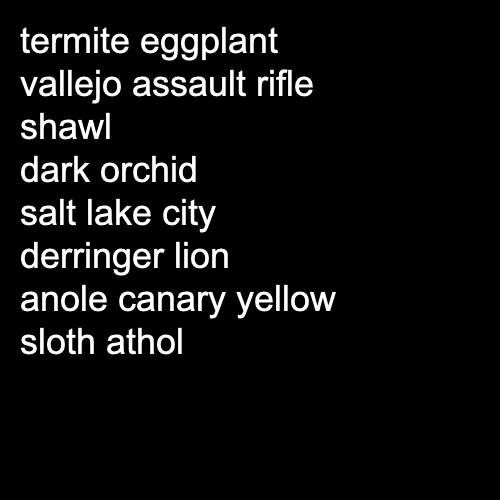 termite eggplant
vallejo assault rifle
shawl
dark orchid
salt lake city
derringer lion
anole canary yellow
sloth athol